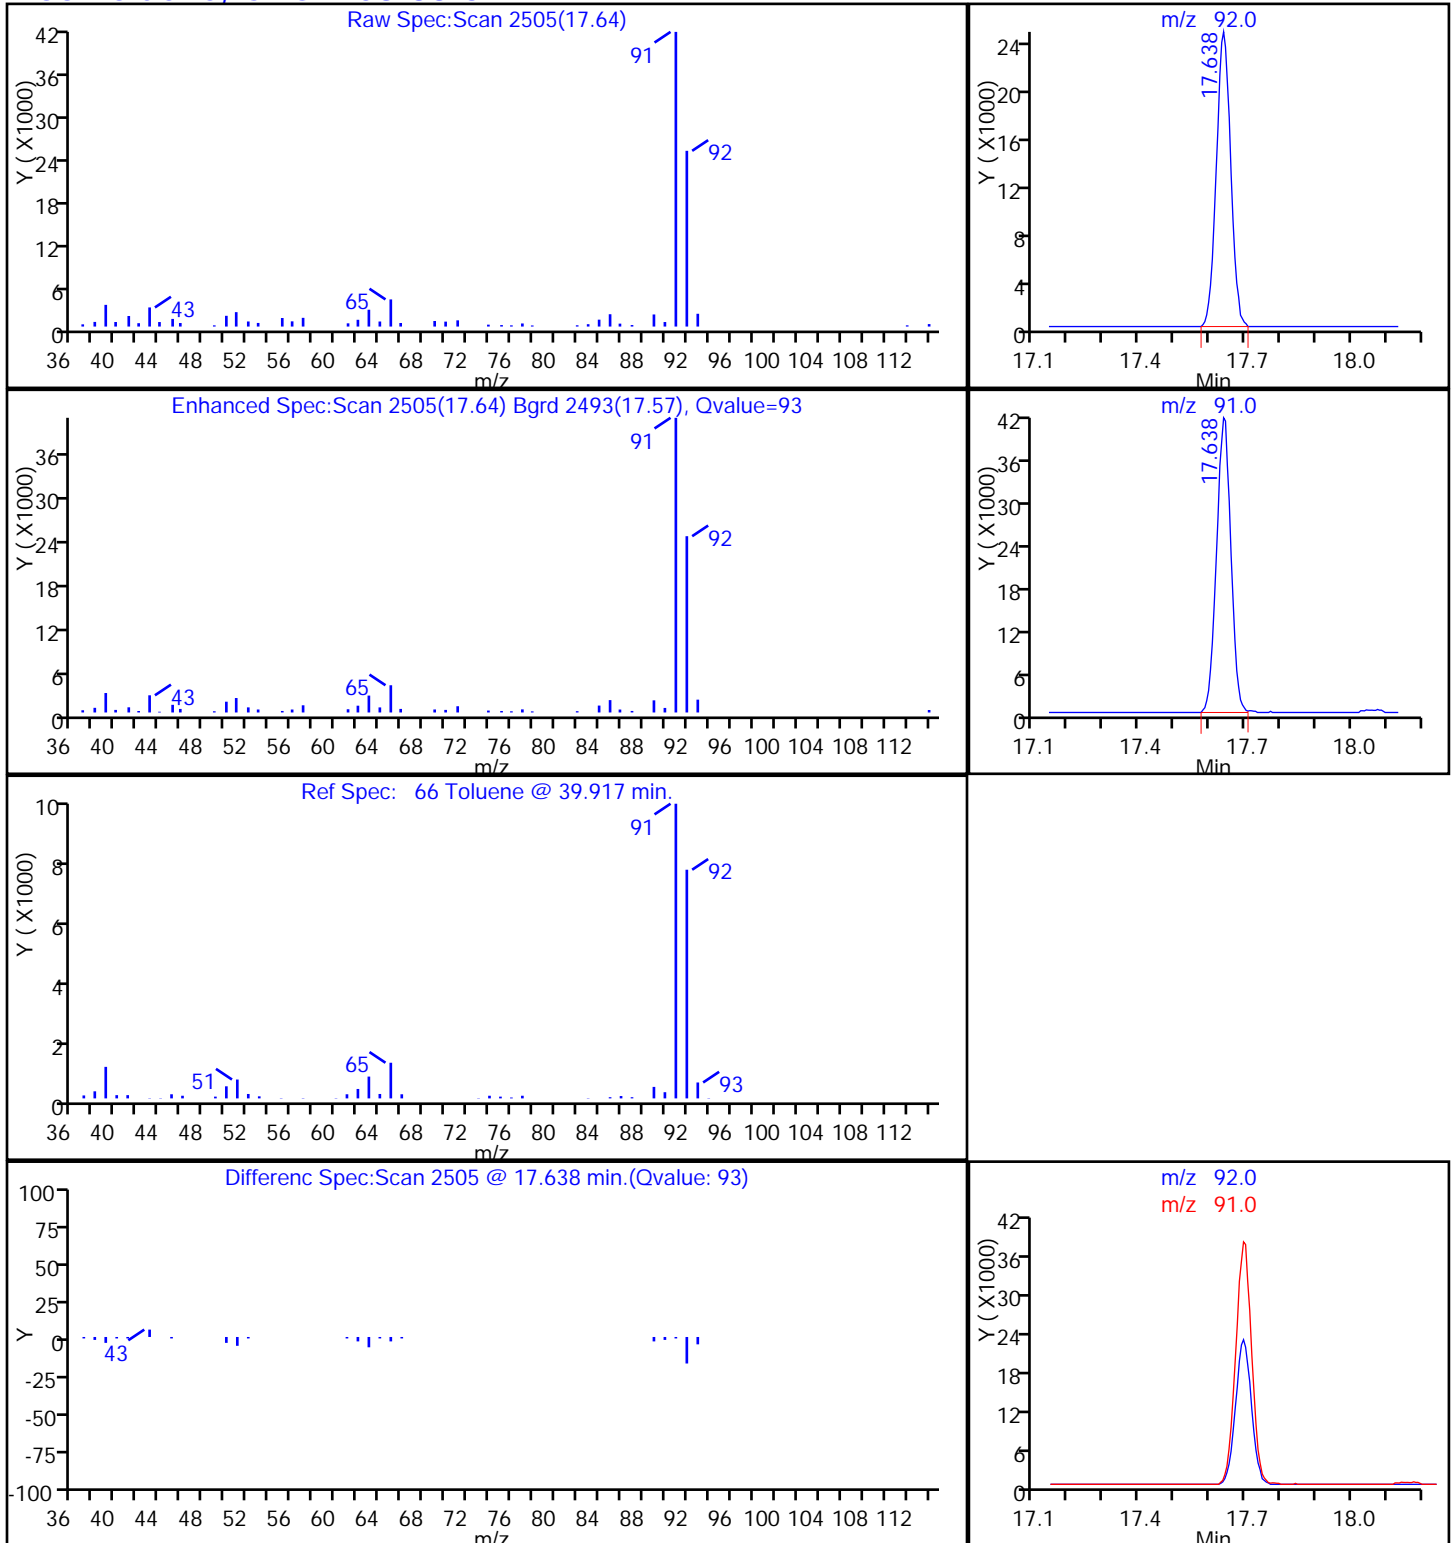 Raw Spec:Scan 2505(17.64)
42
36
30
24
18
12
6
0
Y ( X1000)
91
92
43
65
36 40 44 48 52 56 60 64 68 72 76 80 84 88 92 96 100 104 108 112
m/z
m/z 92.0
24
20
16
12
8
4
0
Y ( X1000)
17.638
17.1 17.4 17.7 18.0
Min
Enhanced Spec:Scan 2505(17.64) Bgrd 2493(17.57), Qvalue=93
36
30
24
18
12
6
0
Y ( X1000)
91
92
43
65
36 40 44 48 52 56 60 64 68 72 76 80 84 88 92 96 100 104 108 112
m/z
m/z 91.0
42
36
30
24
18
12
6
0
Y ( X1000)
17.638
17.1 17.4 17.7 18.0
Min
Ref Spec: 66 Toluene @ 39.917 min.
10
8
6
4
2
0
Y ( X1000)
91
92
51
65
93
36 40 44 48 52 56 60 64 68 72 76 80 84 88 92 96 100 104 108 112
m/z
Differenc Spec:Scan 2505 @ 17.638 min.(Qvalue: 93)
100
75
50
25
0
-25
-50
-75
-100
Y
43
36 40 44 48 52 56 60 64 68 72 76 80 84 88 92 96 100 104 108 112
m/z
m/z 92.0
m/z 91.0
42
36
30
24
18
12
6
0
Y ( X1000)
17.1 17.4 17.7 18.0
Min